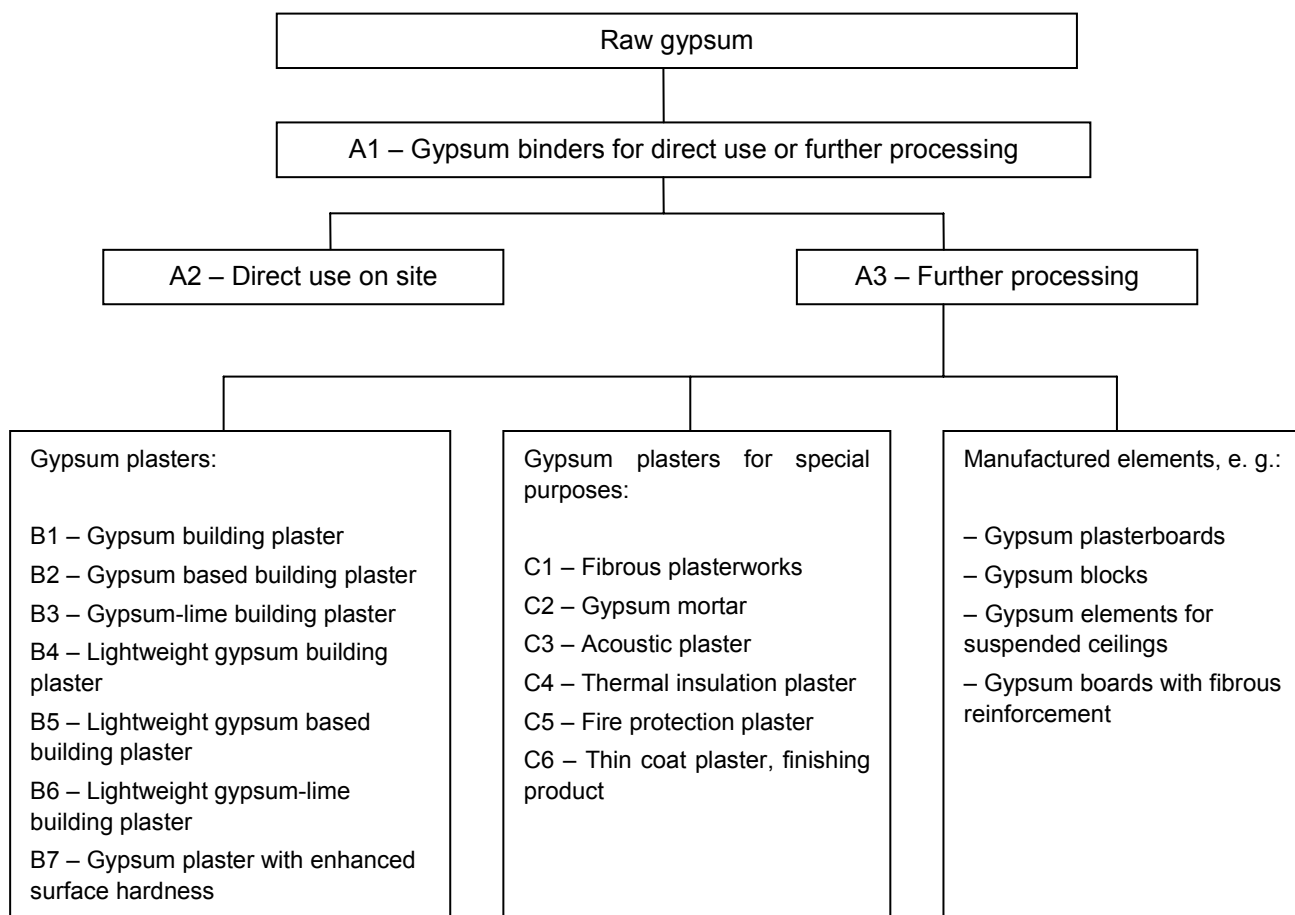 Raw gypsum
A1 – Gypsum binders for direct use or further processing
A2 – Direct use on site
A3 – Further processing
Gypsum plasters:
B1 – Gypsum building plaster
B2 – Gypsum based building plaster
B3 – Gypsum-lime building plaster
B4 – Lightweight gypsum building
plaster
B5 – Lightweight gypsum based
building plaster
B6 – Lightweight gypsum-lime
building plaster
B7 – Gypsum plaster with enhanced
surface hardness
Gypsum plasters for special
purposes:
C1 – Fibrous plasterworks
C2 – Gypsum mortar
C3 – Acoustic plaster
C4 – Thermal insulation plaster
C5 – Fire protection plaster
C6 – Thin coat plaster, finishing
product
Manufactured elements, e. g.:
– Gypsum plasterboards
– Gypsum blocks
– Gypsum elements for
suspended ceilings
– Gypsum boards with fibrous
reinforcement